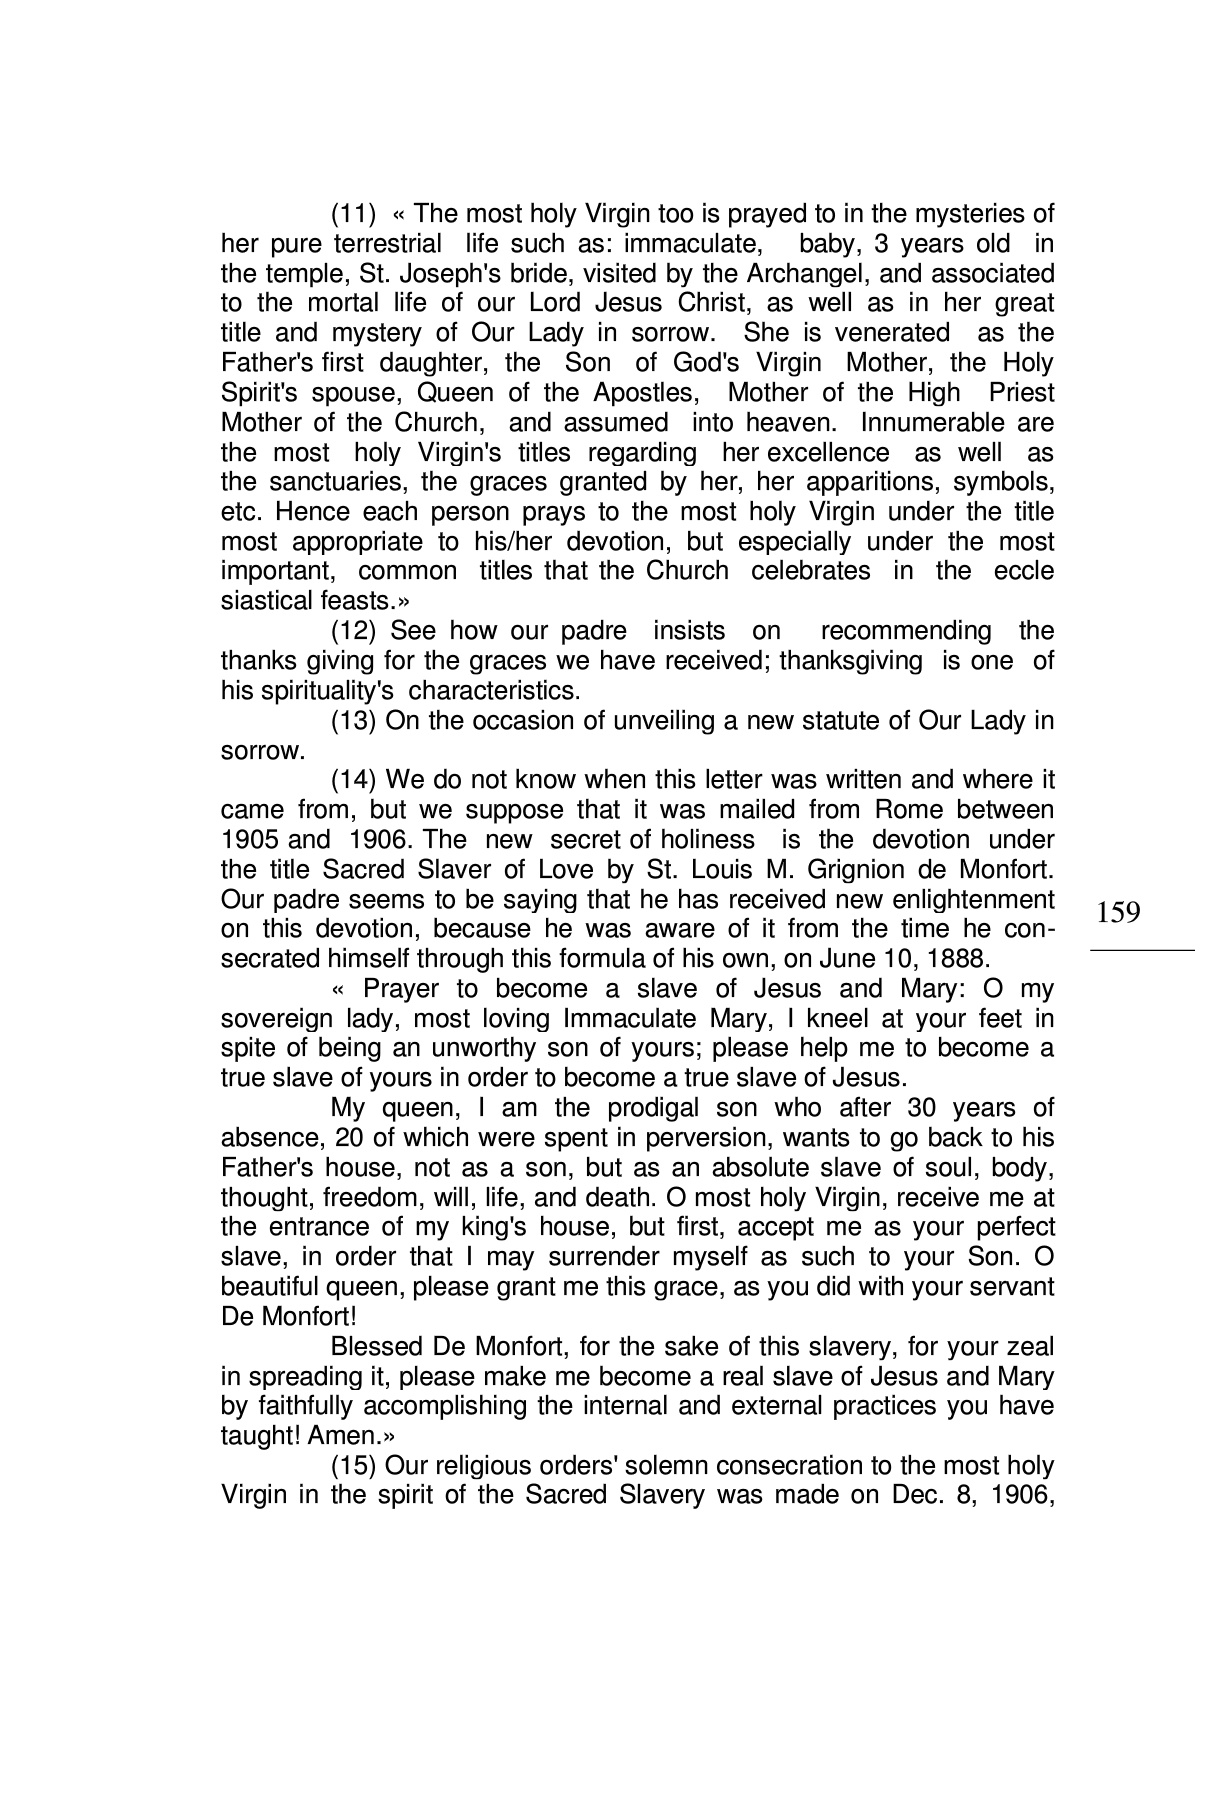 (11) « The most holy Virgin too is prayed to in the mysteries of
her pure terrestrial life such as: immaculate, baby, 3 years old in
the temple, St. Joseph's bride, visited by the Archangel, and associated
to the mortal life of our Lord Jesus Christ, as well as in her great
title and mystery of Our Lady in sorrow. She is venerated as the
Father's first daughter, the Son of God's Virgin Mother, the Holy
Spirit's spouse, Queen of the Apostles, Mother of the High Priest
Mother of the Church, and assumed into heaven. Innumerable are
the most holy Virgin's titles regarding her excellence as well as
the sanctuaries, the graces granted by her, her apparitions, symbols,
etc. Hence each person prays to the most holy Virgin under the title
most appropriate to his/her devotion, but especially under the most
important, common titles that the Church celebrates in the eccle
siastical feasts.»
(12) See how our padre insists on recommending the
thanks giving for the graces we have received; thanksgiving is one of
his spirituality's characteristics.
(13) On the occasion of unveiling a new statute of Our Lady in
sorrow.
(14) We do not know when this letter was written and where it
came from, but we suppose that it was mailed from Rome between
1905 and 1906. The new secret of holiness is the devotion under
the title Sacred Slaver of Love by St. Louis M. Grignion de Monfort.
Our padre seems to be saying that he has received new enlightenment
on this devotion, because he was aware of it from the time he con-
secrated himself through this formula of his own, on June 10, 1888.
« Prayer to become a slave of Jesus and Mary: O my
sovereign lady, most loving Immaculate Mary, I kneel at your feet in
spite of being an unworthy son of yours; please help me to become a
true slave of yours in order to become a true slave of Jesus.
My queen, I am the prodigal son who after 30 years of
absence, 20 of which were spent in perversion, wants to go back to his
Father's house, not as a son, but as an absolute slave of soul, body,
thought, freedom, will, life, and death. O most holy Virgin, receive me at
the entrance of my king's house, but first, accept me as your perfect
slave, in order that I may surrender myself as such to your Son. O
beautiful queen, please grant me this grace, as you did with your servant
De Monfort!
Blessed De Monfort, for the sake of this slavery, for your zeal
in spreading it, please make me become a real slave of Jesus and Mary
by faithfully accomplishing the internal and external practices you have
taught! Amen.»
(15) Our religious orders' solemn consecration to the most holy
Virgin in the spirit of the Sacred Slavery was made on Dec. 8, 1906,
159